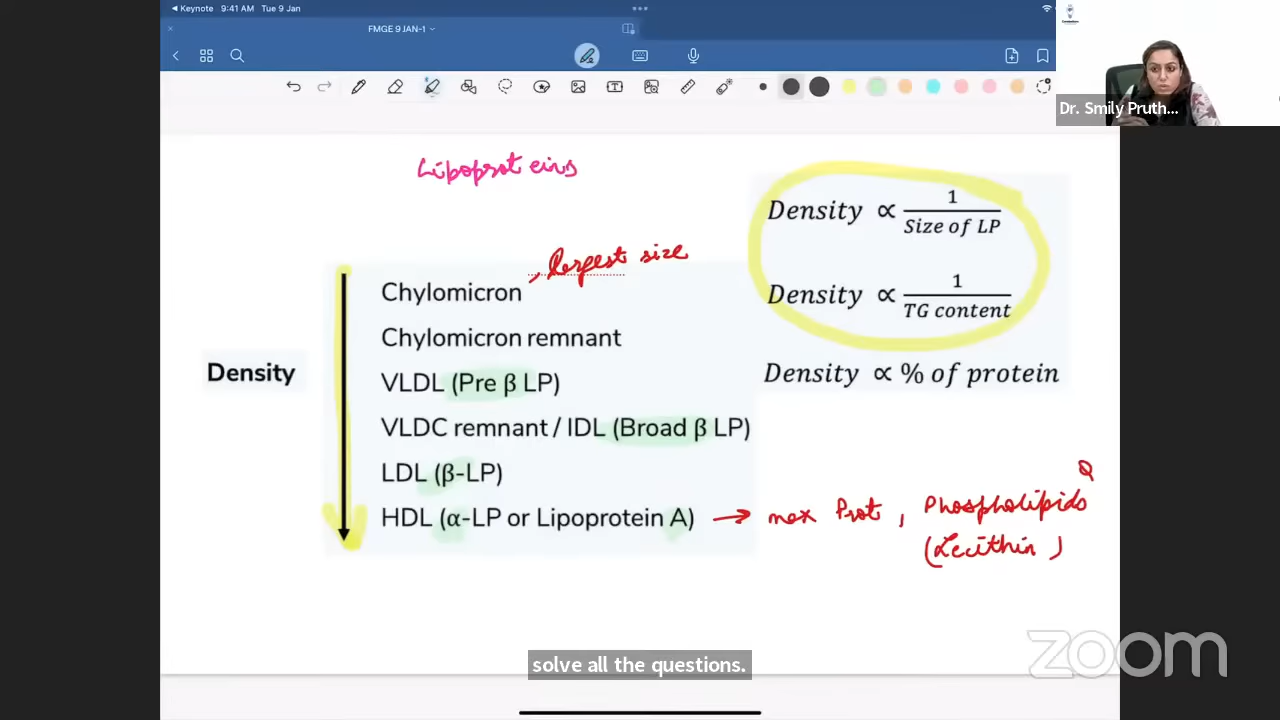 Keynote 9:41 AM Tue 9 Jan
FMGE 9 JAN-1
Dr. Smily Pruth...
Lipoproteins
Density ∝ 1 / Size of LP
, largest size
Chylomicron
Density ∝ 1 / TG content
Chylomicron remnant
Density
VLDL (Pre β LP)
Density ∝ % of protein
VLDC remnant / IDL (Broad β LP)
LDL (β-LP)
HDL (α-LP or Lipoprotein A) → max Prot , Phospholipids
(Lecithin)
solve all the questions.
zoom